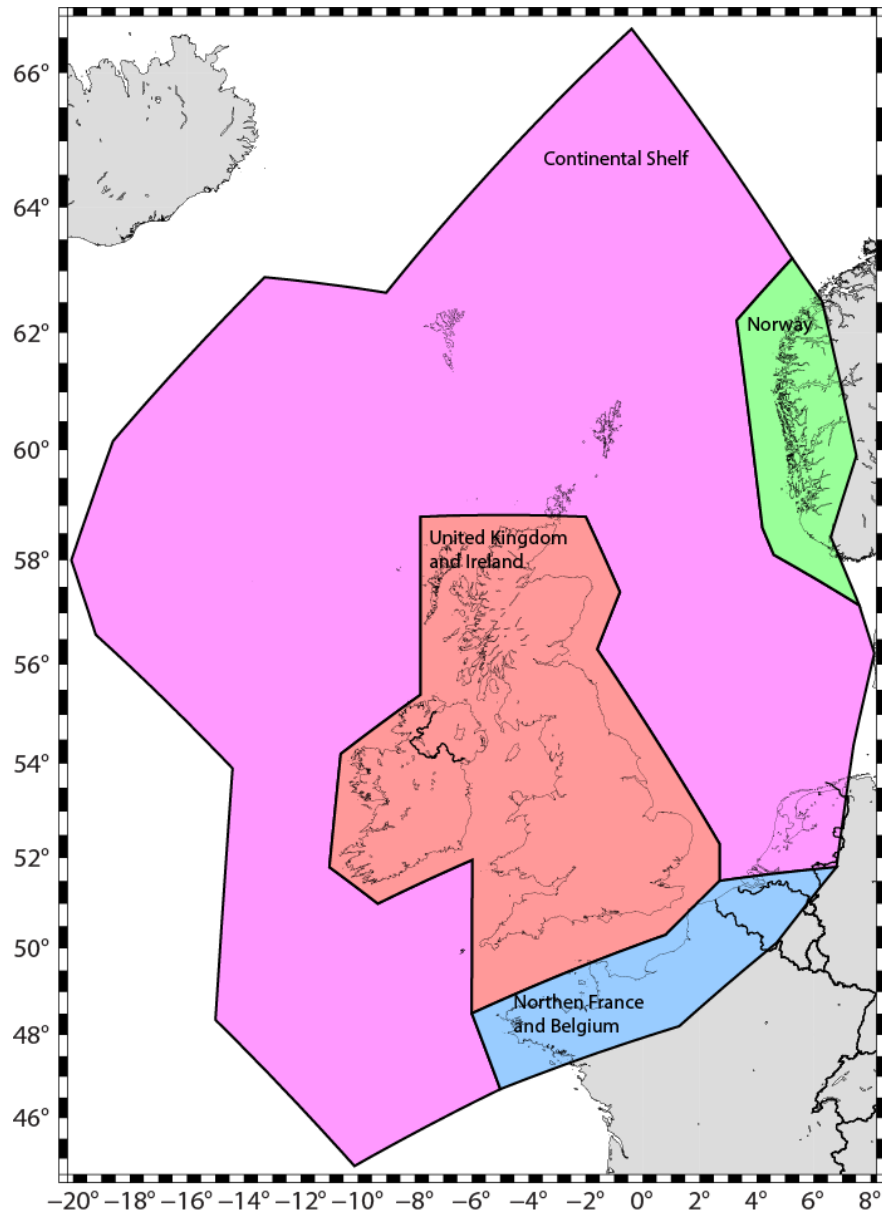 66°
Continental Shelf
64°
62°
Norway
60°
United Kingdom
58°
and Ireland
56°
54°
52°
50°
Northen France
48°
and Belgium
46°
−20° −18° −16° −14° −12° −10° −8° −6° −4° −2° 0° 2° 4° 6° 8°